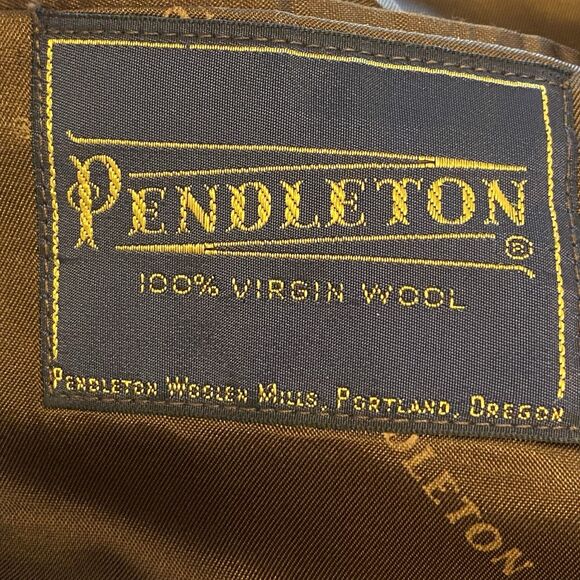 PENDLETON
®
100% VIRGIN WOOL
PENDLETON WOOLEN MILLS, PORTLAND, OREGON